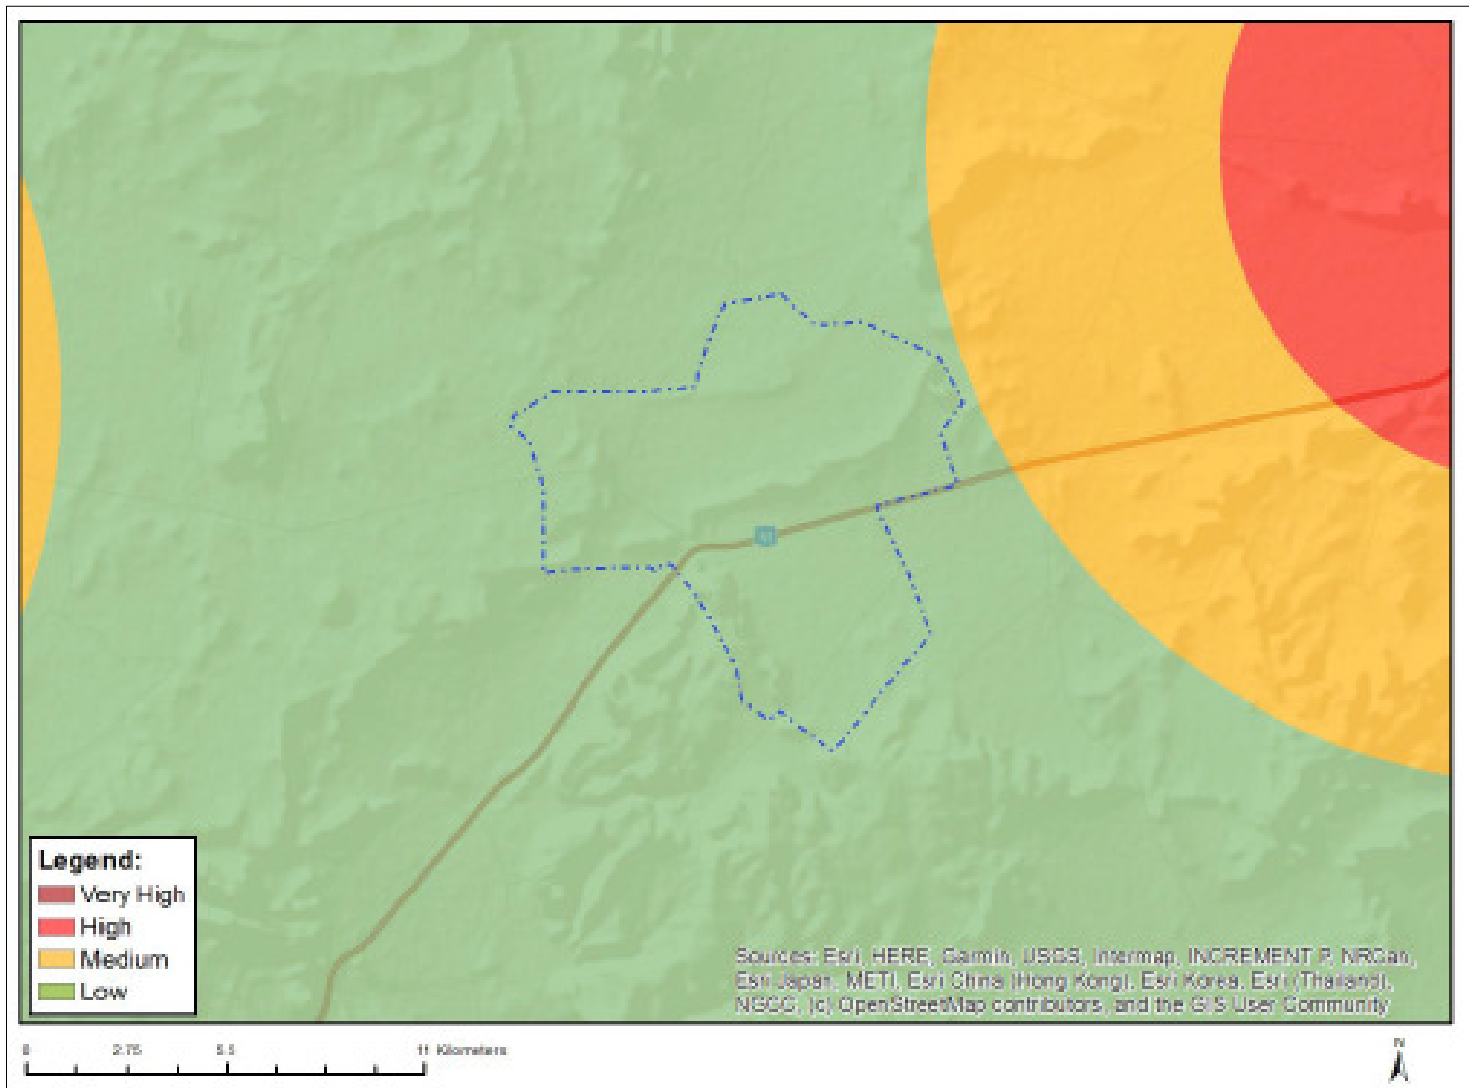 Legend:
Very High
High
Medium
Low
Sources: Esri, HERE, Garmin, USGS, Intermap, INCREMENT P, NRCan,
Esri Japan, METI, Esri China (Hong Kong), Esri Korea, Esri (Thailand),
NGCC, (c) OpenStreetMap contributors, and the GIS User Community
0 2.75 5.5 11 Kilometers
N